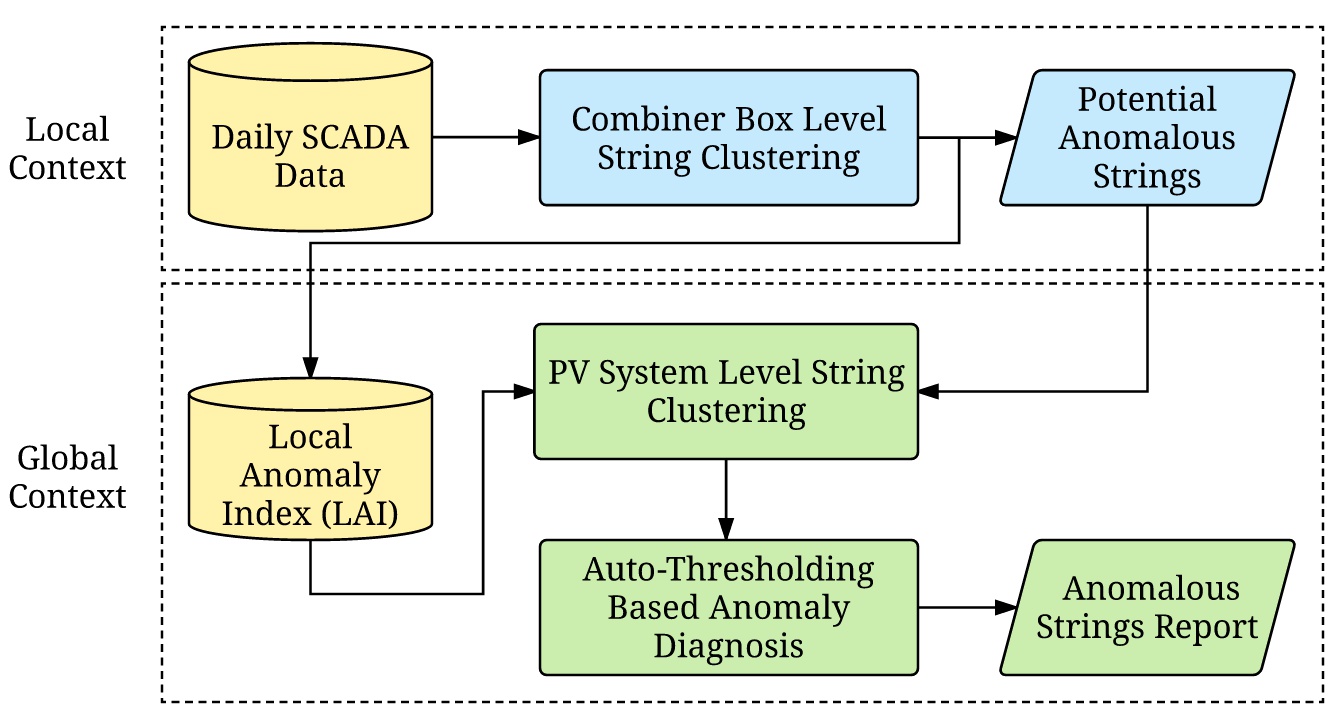 Local
Context
Daily SCADA
Data
Combiner Box Level
String Clustering
Potential
Anomalous
Strings
Global
Context
Local
Anomaly
Index (LAI)
PV System Level String
Clustering
Auto-Thresholding
Based Anomaly
Diagnosis
Anomalous
Strings Report